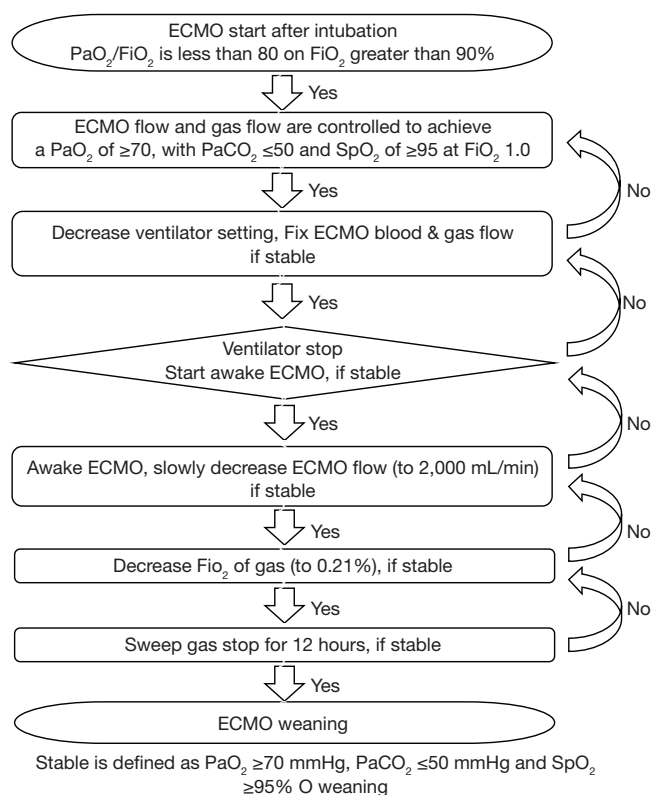 ECMO start after intubation
PaO₂/FiO₂ is less than 80 on FiO₂ greater than 90%
Yes
ECMO flow and gas flow are controlled to achieve
a PaO₂ of ≥70, with PaCO₂ ≤50 and SpO₂ of ≥95 at FiO₂ 1.0
No
Yes
Decrease ventilator setting, Fix ECMO blood & gas flow
if stable
No
Yes
Ventilator stop
Start awake ECMO, if stable
No
Yes
Awake ECMO, slowly decrease ECMO flow (to 2,000 mL/min)
if stable
No
Yes
Decrease Fio₂ of gas (to 0.21%), if stable
No
Yes
Sweep gas stop for 12 hours, if stable
Yes
ECMO weaning
Stable is defined as PaO₂ ≥70 mmHg, PaCO₂ ≤50 mmHg and SpO₂
≥95% O weaning